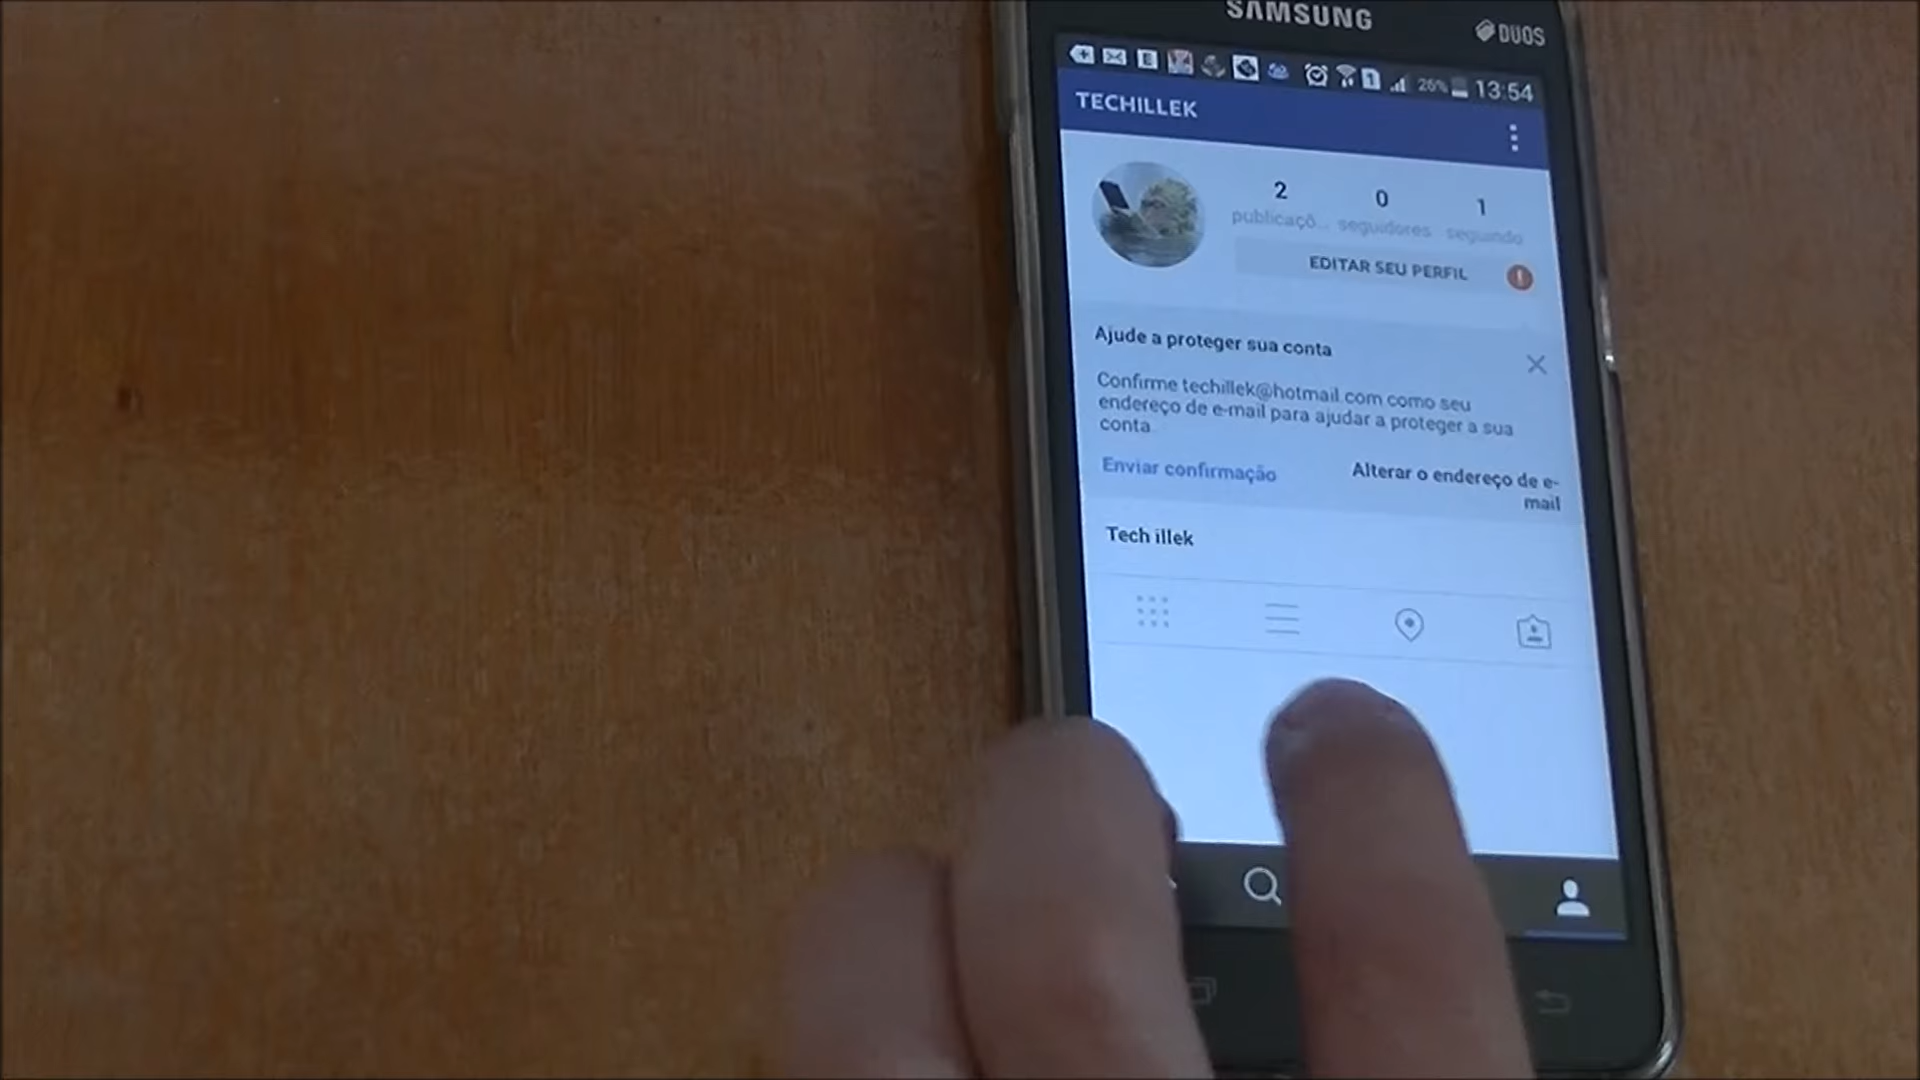 SAMSUNG
DUOS
1 26% 13:54
TECHILLEK
2 0 1
publicaçõ... seguidores seguindo
EDITAR SEU PERFIL
Ajude a proteger sua conta
Confirme techillek@hotmail.com como seu
endereço de e-mail para ajudar a proteger a sua
conta
Enviar confirmação
Alterar o endereço de e-
mail
Tech illek